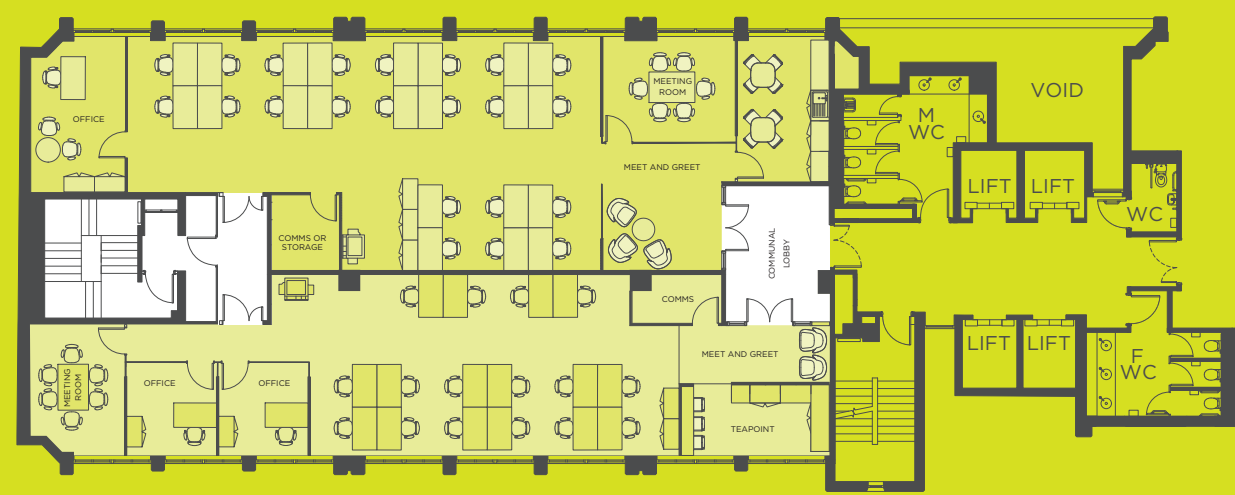 OFFICE
MEETING
ROOM
MEET AND GREET
VOID
M
WC
LIFT
LIFT
WC
COMMS OR
STORAGE
COMMUNAL
LOBBY
COMMS
MEET AND GREET
MEETING
ROOM
OFFICE
OFFICE
TEAPOINT
LIFT
LIFT
F
WC